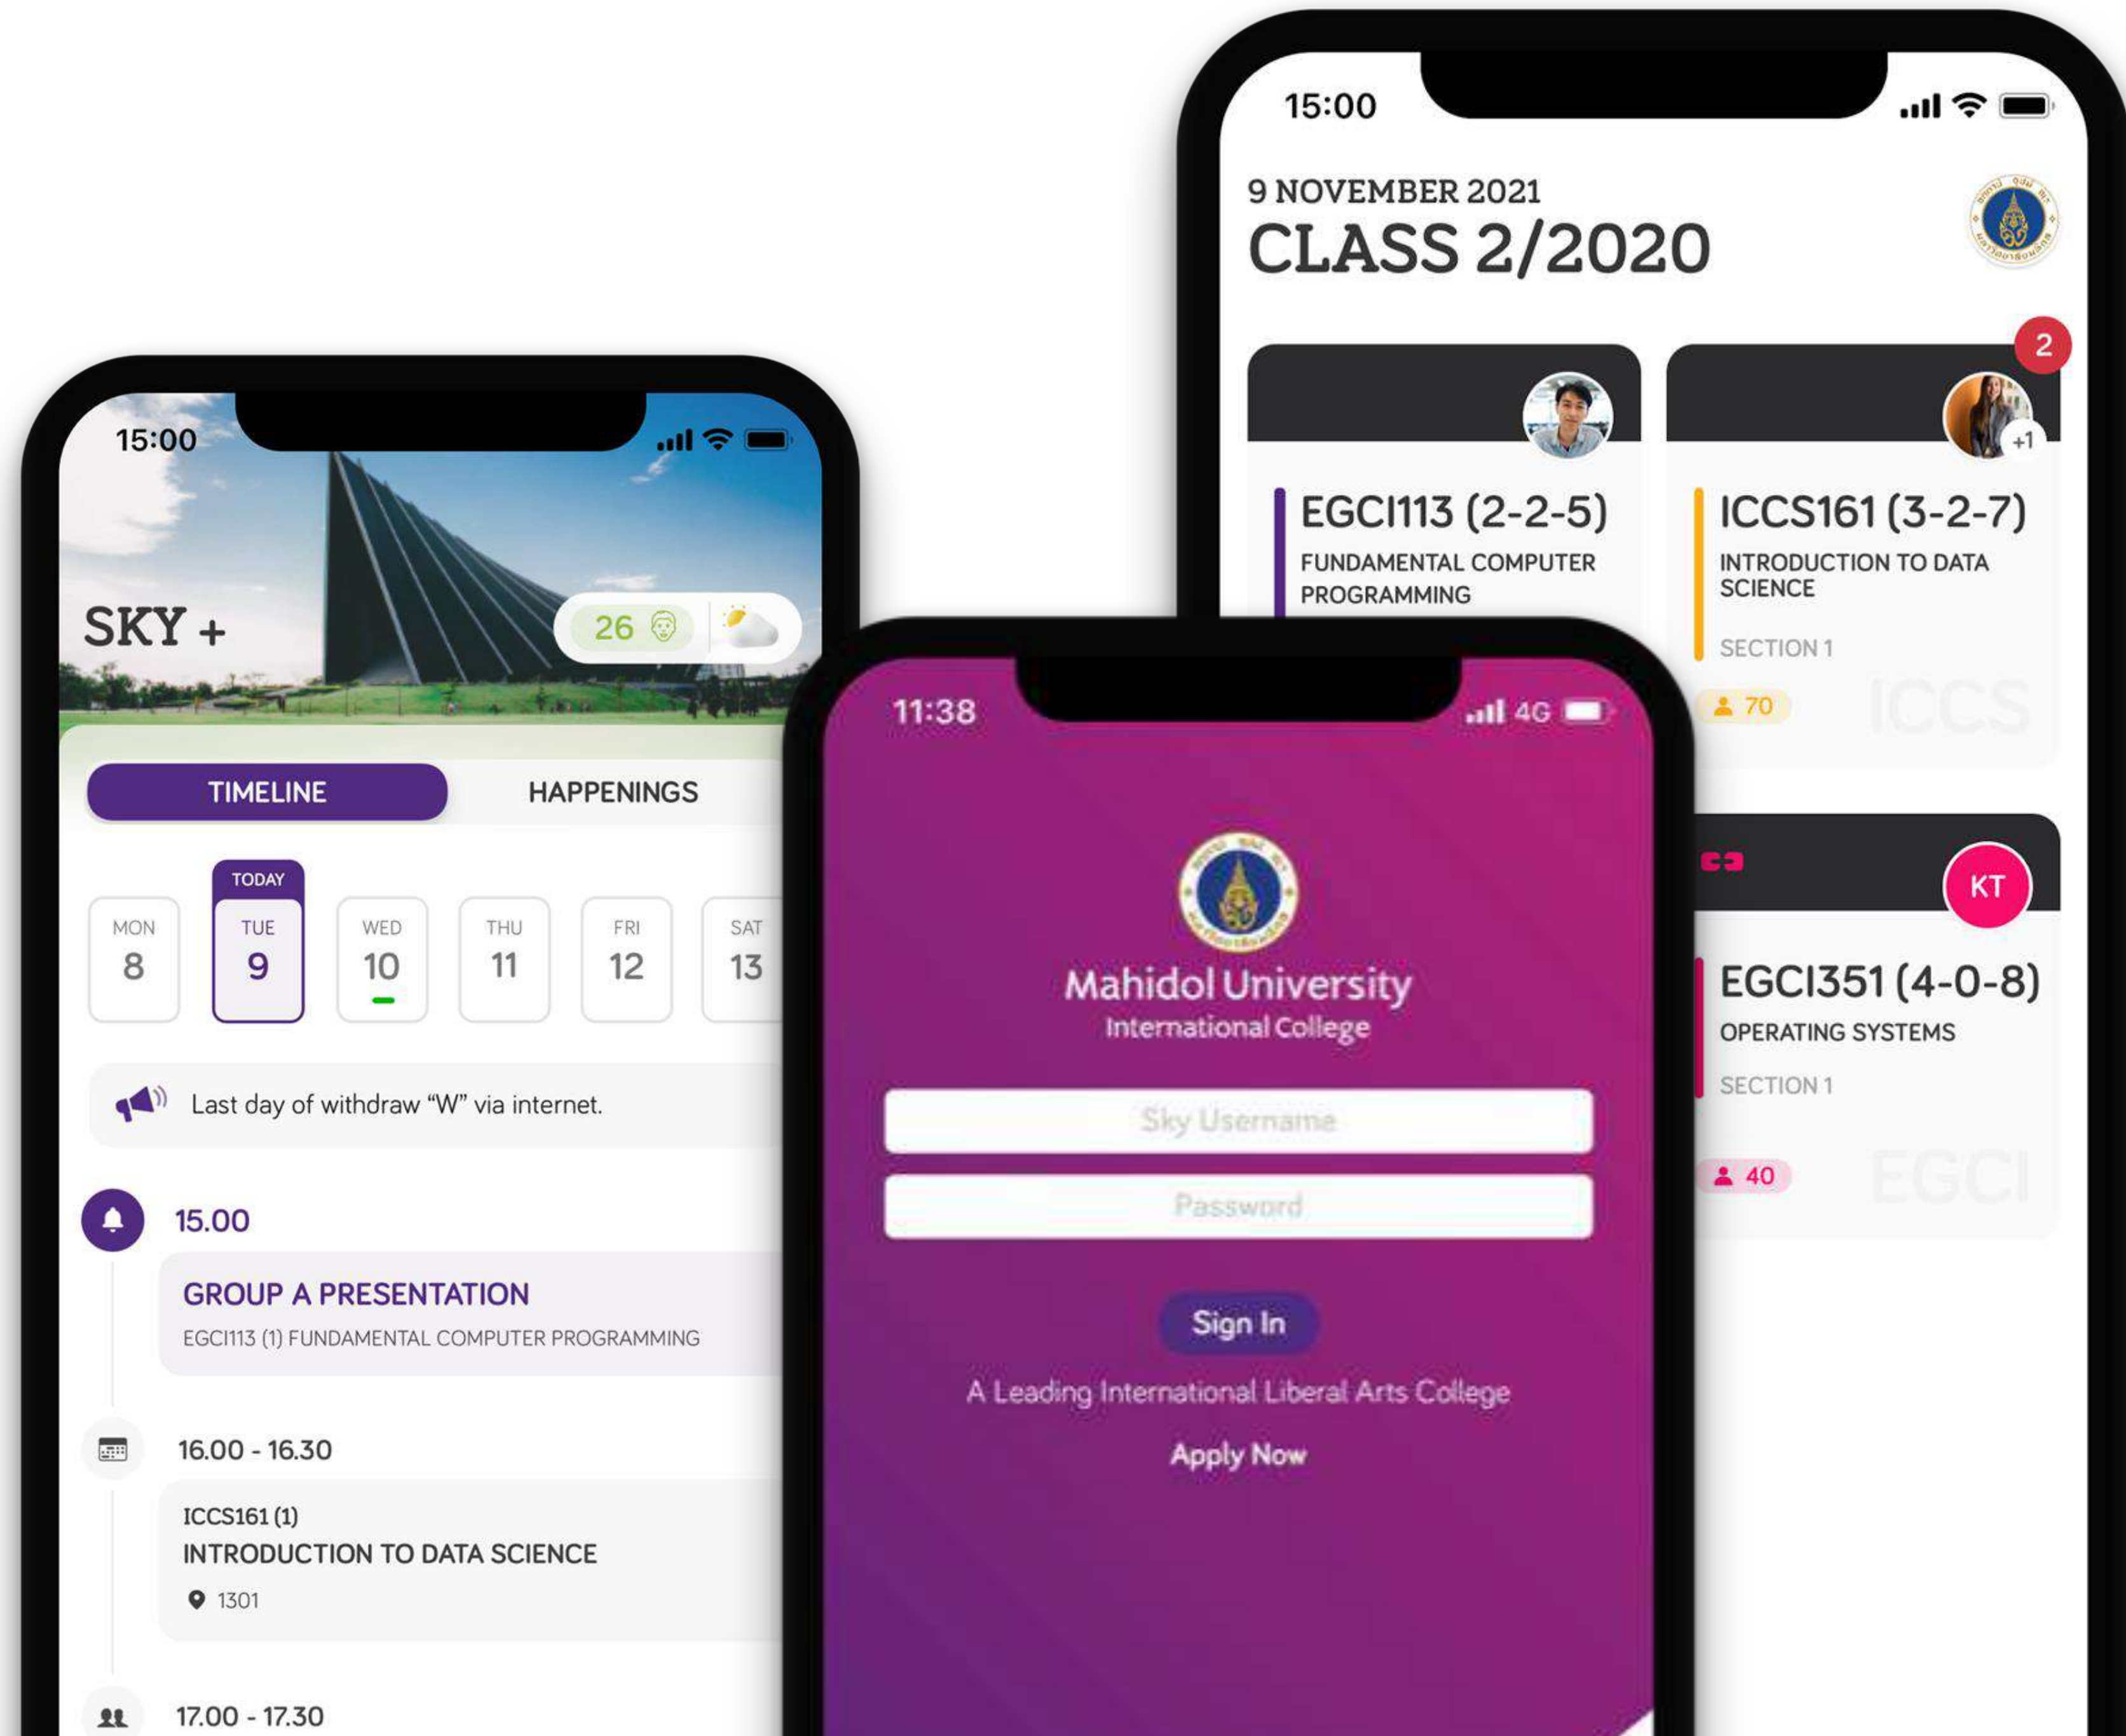 15:00
SKY +
26
TIMELINE
HAPPENINGS
TODAY
MON
8
TUE
9
WED
10
THU
11
FRI
12
SAT
13
Last day of withdraw “W” via internet.
15.00
GROUP A PRESENTATION
EGCI113 (1) FUNDAMENTAL COMPUTER PROGRAMMING
16.00 - 16.30
ICCS161 (1)
INTRODUCTION TO DATA SCIENCE
1301
17.00 - 17.30
11:38
4G
Mahidol University
International College
Sky Username
Password
Sign In
A Leading International Liberal Arts College
Apply Now
15:00
9 NOVEMBER 2021
CLASS 2/2020
EGCI113 (2-2-5)
FUNDAMENTAL COMPUTER
PROGRAMMING
2
+1
ICCS161 (3-2-7)
INTRODUCTION TO DATA
SCIENCE
SECTION 1
70
ICCS
KT
EGCI351 (4-0-8)
OPERATING SYSTEMS
SECTION 1
40
EGCI